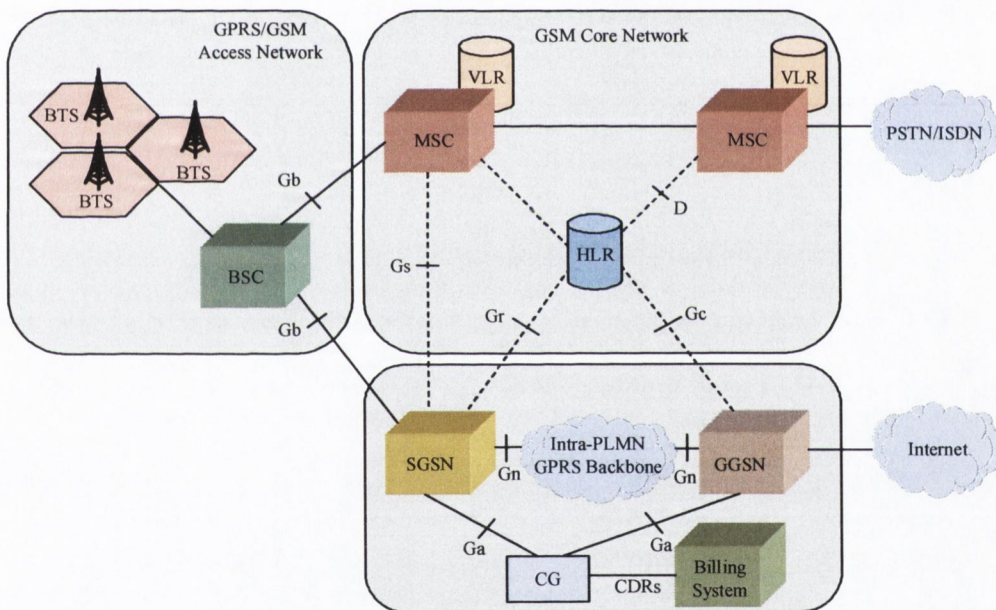 GPRS/GSM
Access Network
GSM Core Network
VLR
VLR
BTS
BTS
BTS
MSC
MSC
PSTN/ISDN
Gb
D
BSC
HLR
Gs
Gr
Gc
Gb
SGSN
Gn
Intra-PLMN
GPRS Backbone
Gn
GGSN
Internet
Ga
Ga
CG
CDRs
Billing
System